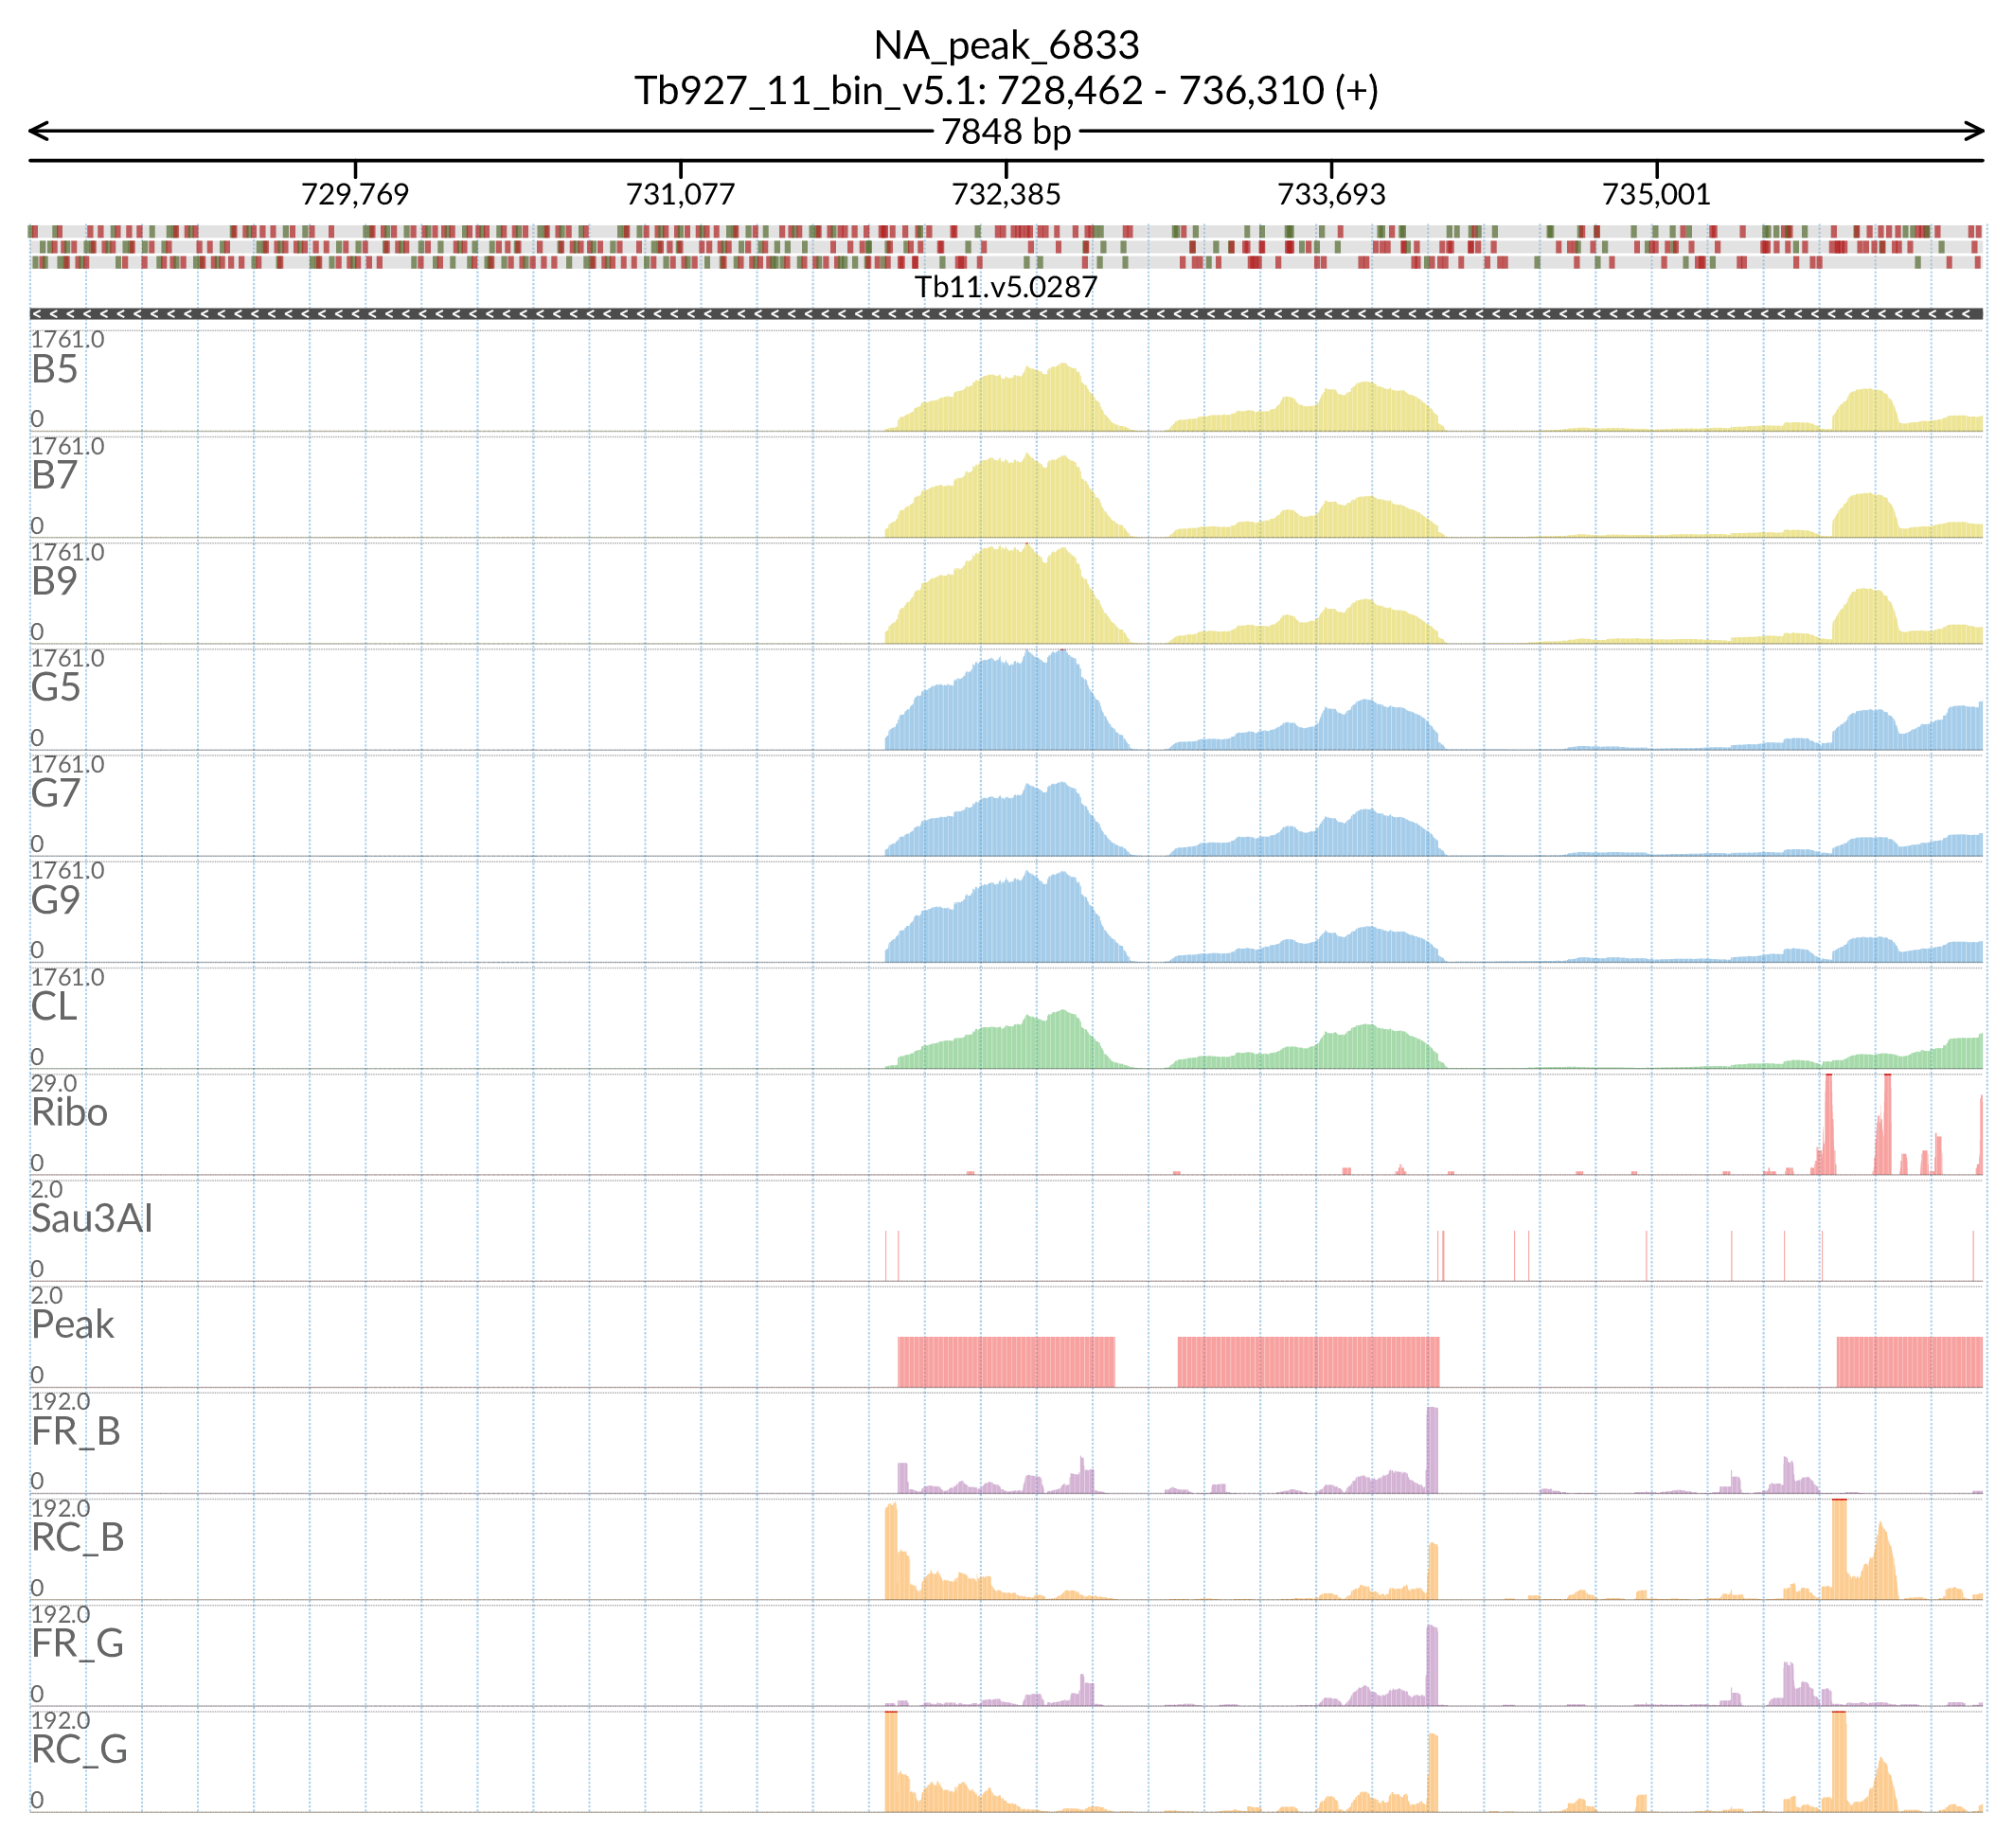 NA_peak_6833
Tb927_11_bin_v5.1: 728,462 - 736,310 (+)
7848 bp
729,769 731,077 732,385 733,693 735,001
Tb11.v5.0287
1761.0
B5
0
1761.0
B7
0
1761.0
B9
0
1761.0
G5
0
1761.0
G7
0
1761.0
G9
0
1761.0
CL
0
29.0
Ribo
0
2.0
Sau3AI
0
2.0
Peak
0
192.0
FR_B
0
192.0
RC_B
0
192.0
FR_G
0
192.0
RC_G
0